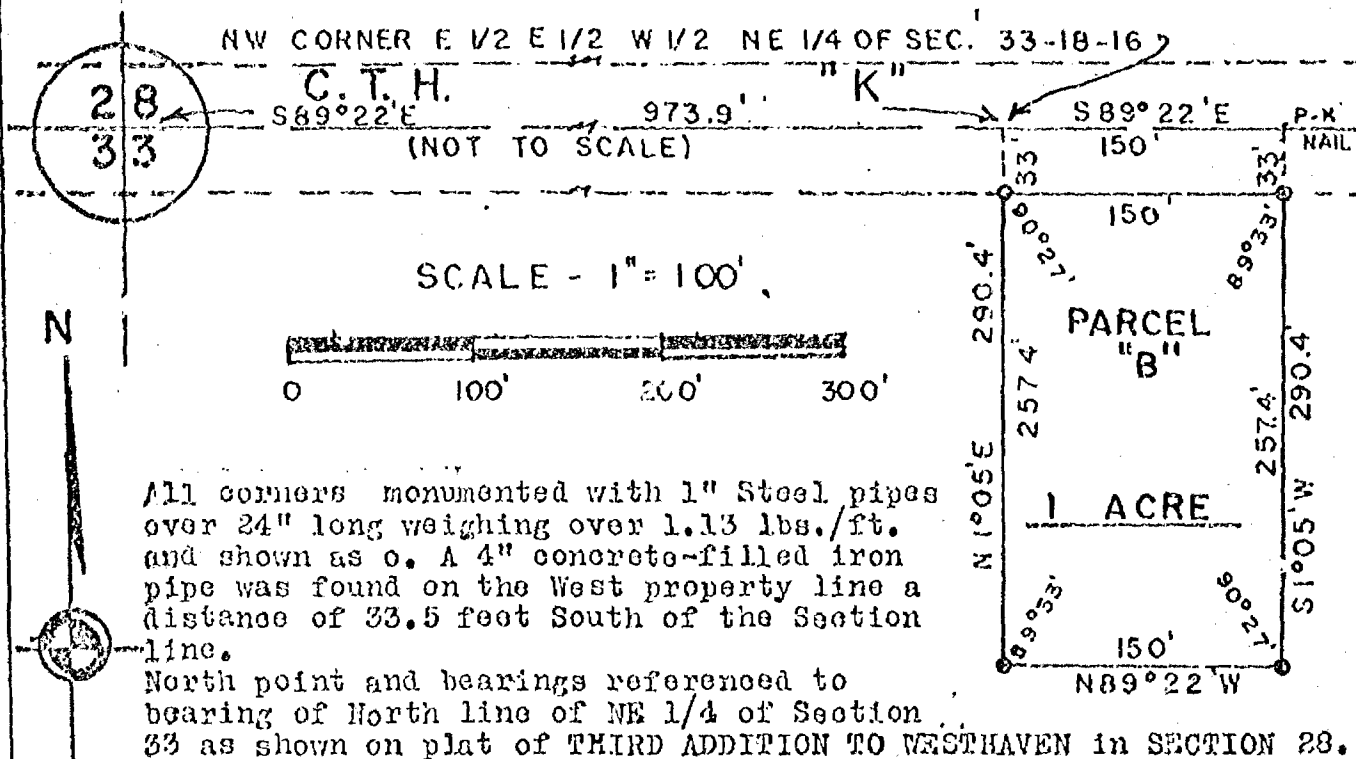 NW CORNER E 1/2 E 1/2 W 1/2 NE 1/4 OF SEC. 33-18-16
C. T. H. "K"
28
33
S89°22'E 973.9'
(NOT TO SCALE)
S89°22'E
150'
P-K
NAIL
33'
33'
150'
90°27'
89°33'
SCALE - 1" = 100'
N
0 100' 200' 300'
290.4'
257.4'
N 1°05'E
PARCEL
"B"
1 ACRE
257.4'
290.4'
S 1°05'W
89°33'
90°27'
150'
N89°22'W
All corners monumented with 1" Steel pipes
over 24" long weighing over 1.13 lbs./ft.
and shown as o. A 4" concrete-filled iron
pipe was found on the West property line a
distance of 33.5 feet South of the Section
line.
North point and bearings referenced to
bearing of North line of NE 1/4 of Section
33 as shown on plat of THIRD ADDITION TO WESTHAVEN in SECTION 28.